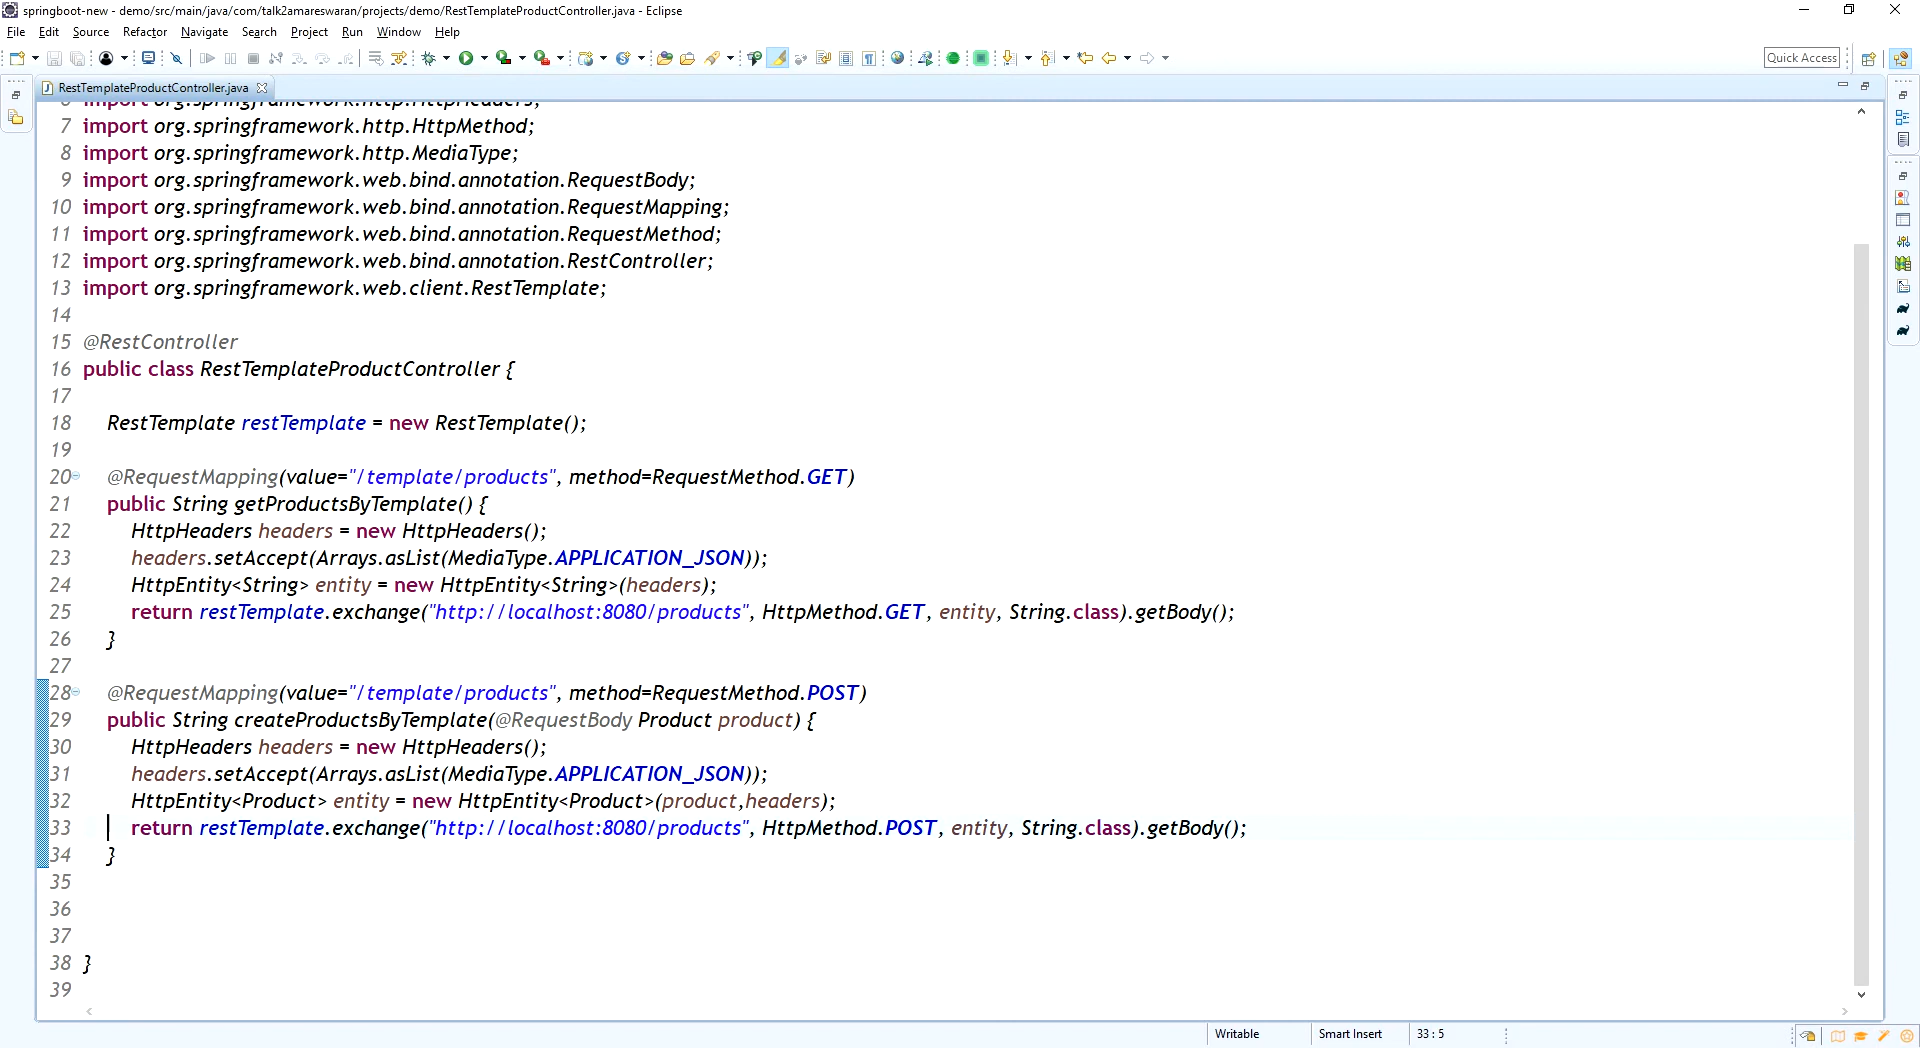 springboot-new - demo/src/main/java/com/talk2amareswaran/projects/demo/RestTemplateProductController.java - Eclipse
File Edit Source Refactor Navigate Search Project Run Window Help
Quick Access
RestTemplateProductController.java
6 import org.springframework.http.HttpHeaders;
7 import org.springframework.http.HttpMethod;
8 import org.springframework.http.MediaType;
9 import org.springframework.web.bind.annotation.RequestBody;
10 import org.springframework.web.bind.annotation.RequestMapping;
11 import org.springframework.web.bind.annotation.RequestMethod;
12 import org.springframework.web.bind.annotation.RestController;
13 import org.springframework.web.client.RestTemplate;
14
15 @RestController
16 public class RestTemplateProductController {
17
18 RestTemplate restTemplate = new RestTemplate();
19
20 @RequestMapping(value="/template/products", method=RequestMethod.GET)
21 public String getProductsByTemplate() {
22 HttpHeaders headers = new HttpHeaders();
23 headers.setAccept(Arrays.asList(MediaType.APPLICATION_JSON));
24 HttpEntity<String> entity = new HttpEntity<String>(headers);
25 return restTemplate.exchange("http://localhost:8080/products", HttpMethod.GET, entity, String.class).getBody();
26 }
27
28 @RequestMapping(value="/template/products", method=RequestMethod.POST)
29 public String createProductsByTemplate(@RequestBody Product product) {
30 HttpHeaders headers = new HttpHeaders();
31 headers.setAccept(Arrays.asList(MediaType.APPLICATION_JSON));
32 HttpEntity<Product> entity = new HttpEntity<Product>(product,headers);
33 return restTemplate.exchange("http://localhost:8080/products", HttpMethod.POST, entity, String.class).getBody();
34 }
35
36
37
38 }
39
Writable Smart Insert 33 : 5